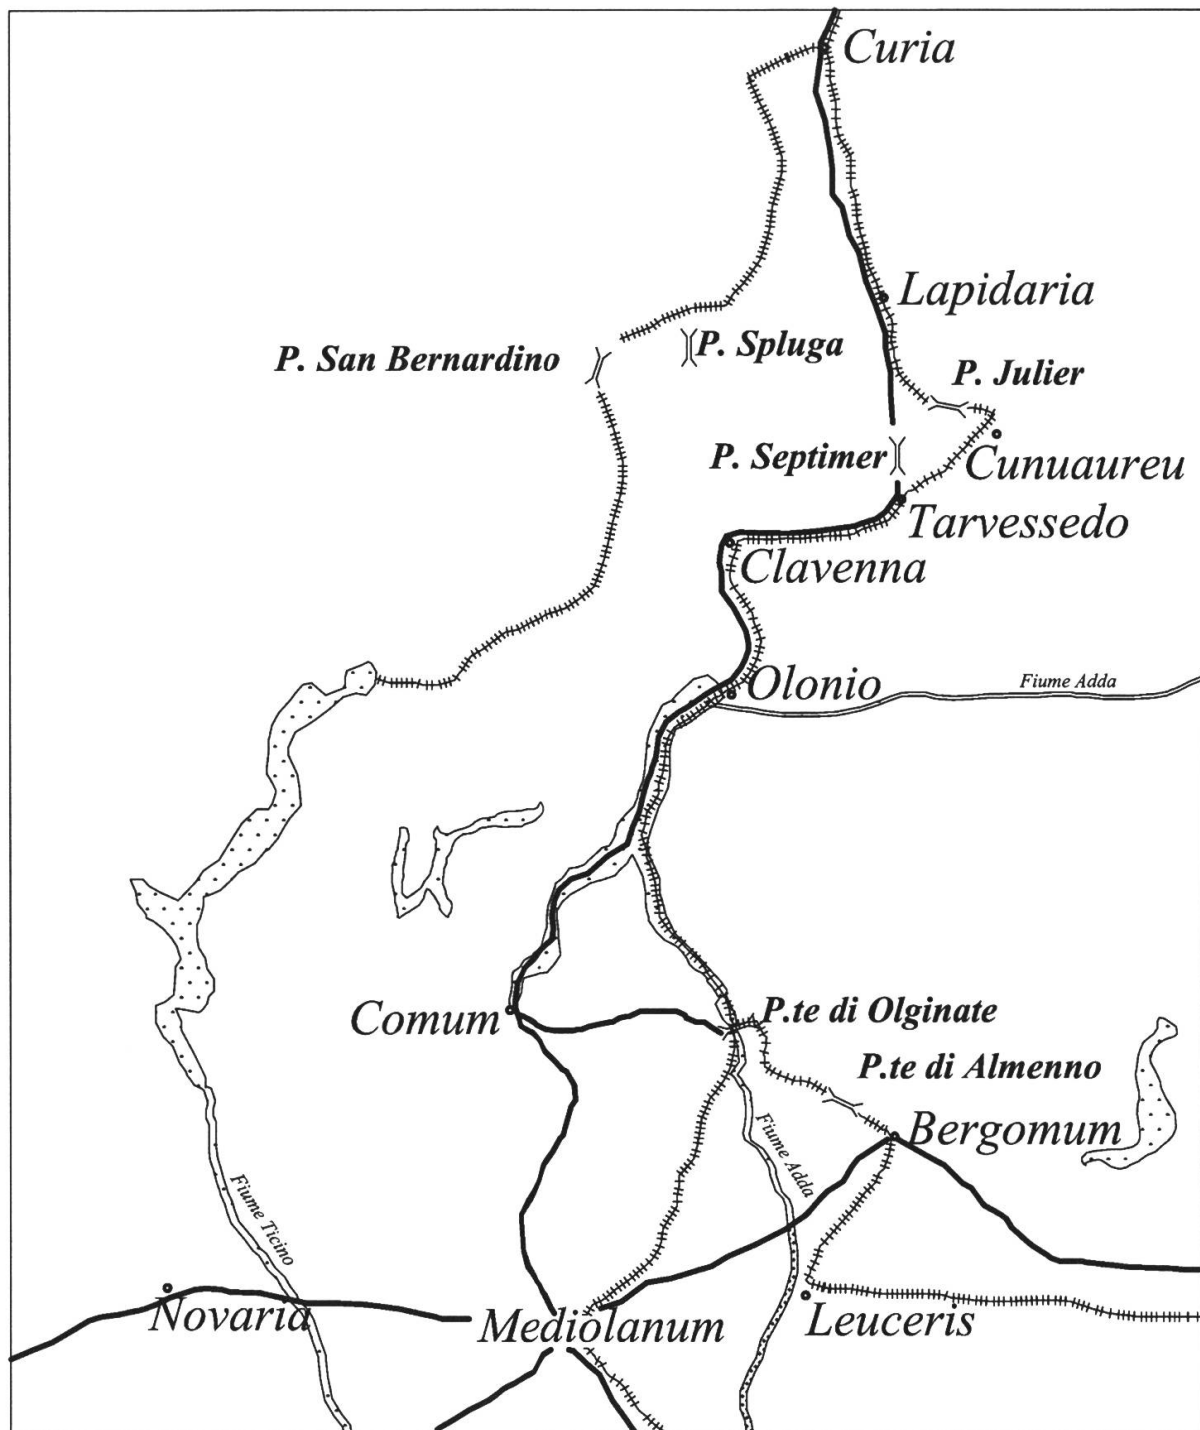 Curia
Lapidaria
P. San Bernardino
P. Spluga
P. Julier
P. Septimer
Cunuaureu
Tarvessedo
Clavenna
Olonio
Fiume Adda
Comum
P.te di Olginate
P.te di Almenno
Bergomum
Fiume Adda
Fiume Ticino
Novaria
Mediolanum
Leuceris